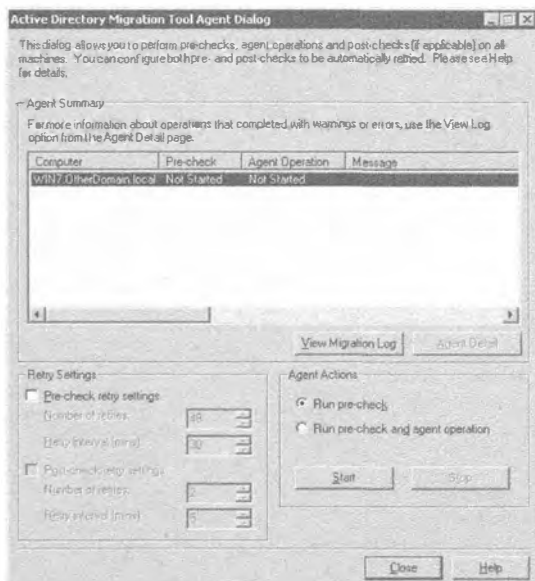 Active Directory Migration Tool Agent Dialog
This dialog allows you to perform pre-checks, agent operations and post-checks (if applicable) on all
machines. You can configure both pre- and post-checks to be automatically retried. Please see Help
for details.
Agent Summary
For more information about operations that completed with warnings or errors, use the View Log
option from the Agent Detail page.
Computer Pre-check Agent Operation Message
WIN7.OtherDomain.local Not Started Not Started
View Migration Log Agent Detail
Retry Settings
Pre-check retry settings
Number of retries:
Retry interval (mins):
Post-check retry settings
Number of retries: 2
Retry interval (mins): 5
Agent Actions
Run pre-check
Run pre-check and agent operation
Start Stop
Close Help